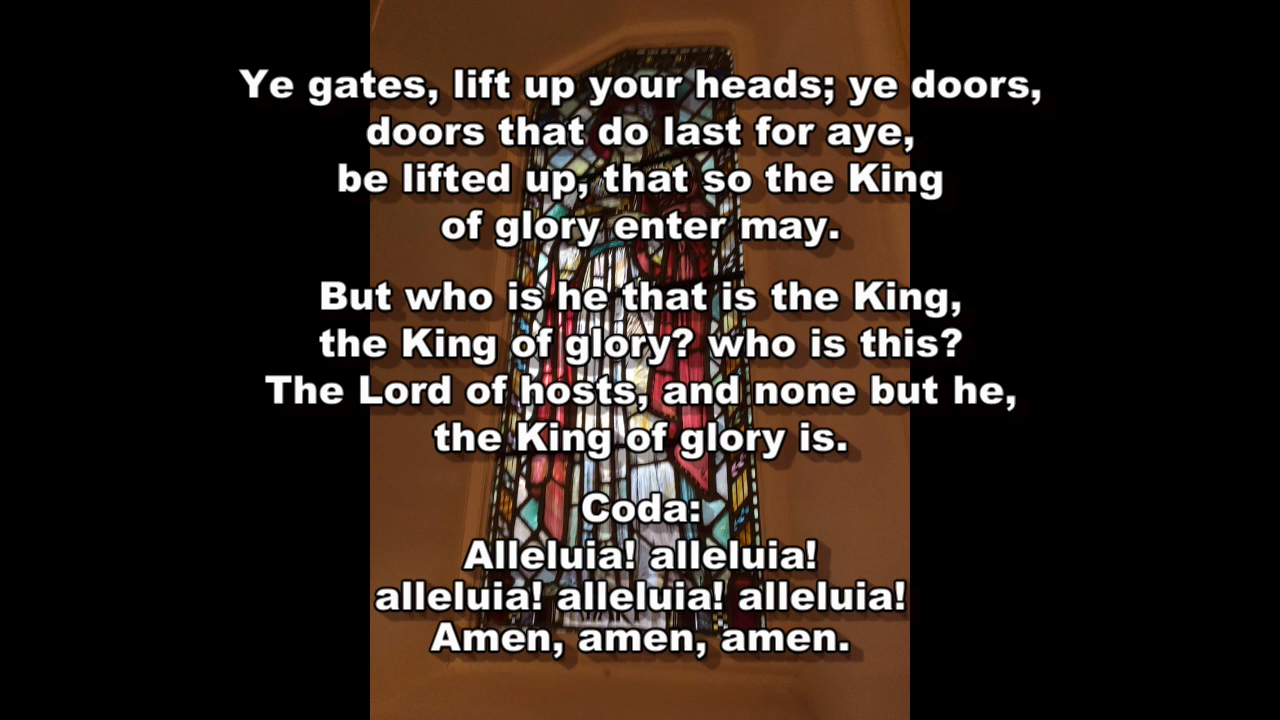 Ye gates, lift up your heads; ye doors,
doors that do last for aye,
be lifted up, that so the King
of glory enter may.
But who is he that is the King,
the King of glory? who is this?
The Lord of hosts, and none but he,
the King of glory is.
Coda:
Alleluia! alleluia!
alleluia! alleluia! alleluia!
Amen, amen, amen.